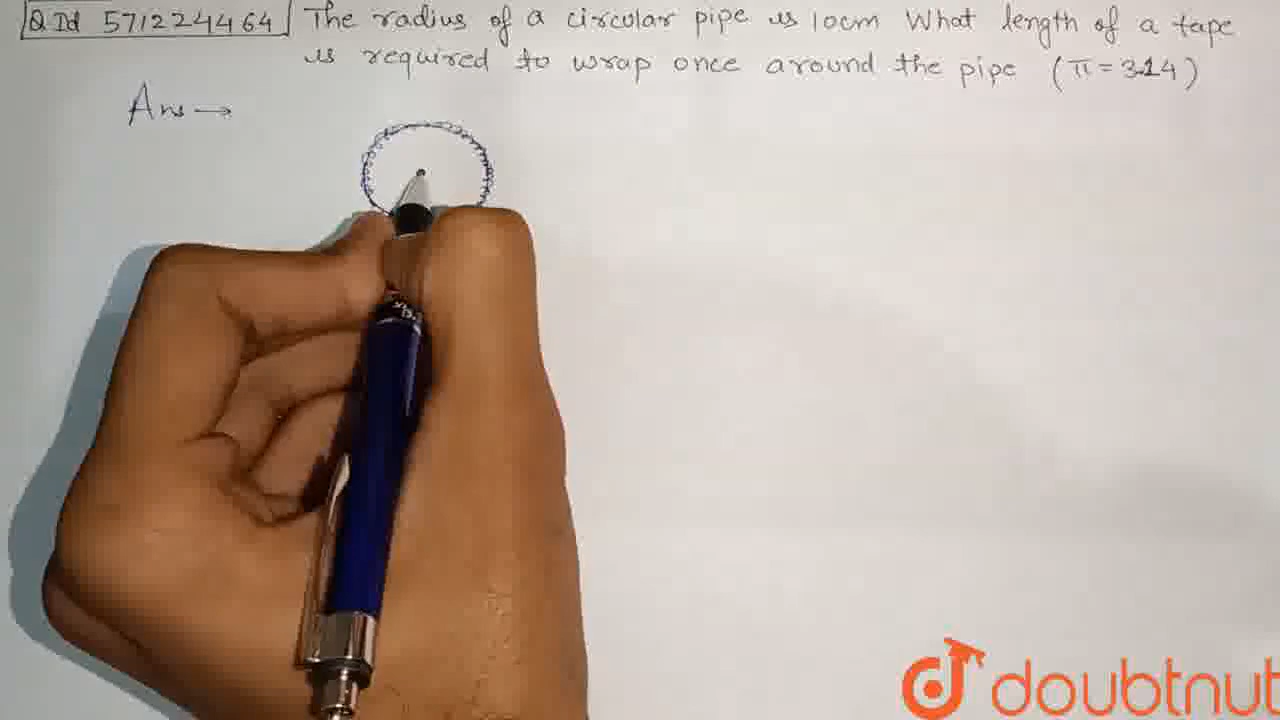 Q Id 571224464 The radius of a circular pipe is 10cm What length of a tape
is required to wrap once around the pipe (π = 3.14)
Ans →
doubtnut